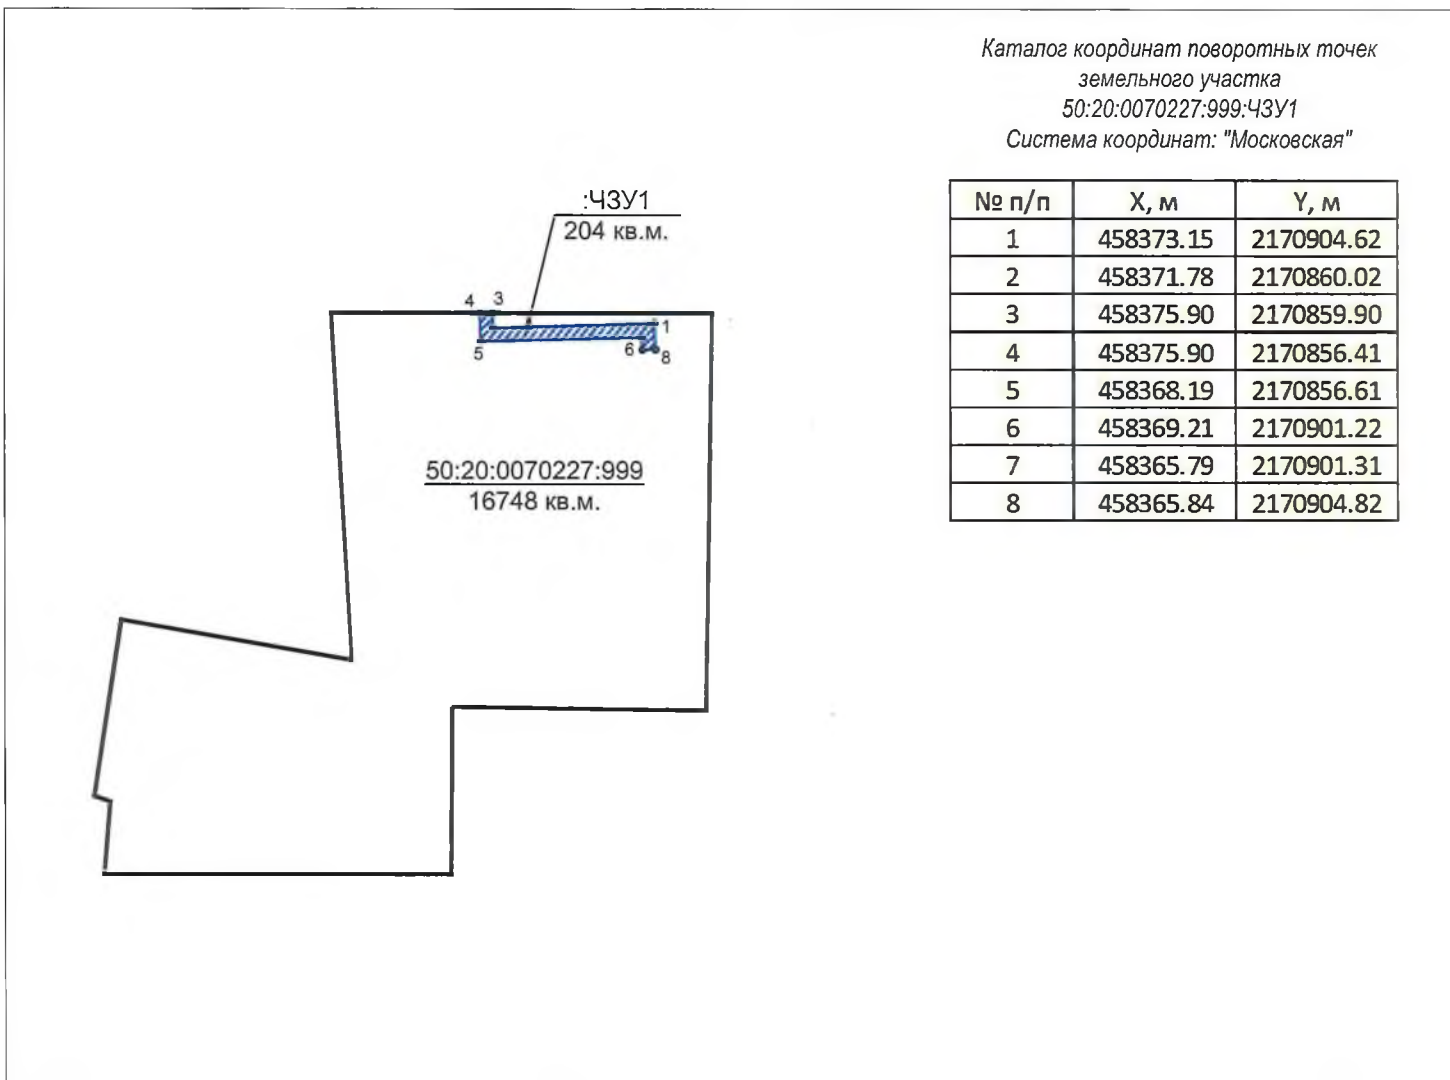 Каталог координат поворотных точек
земельного участка
50:20:0070227:999:ЧЗУ1
Система координат: "Московская"
№ п/п X, м Y, м
1 458373.15 2170904.62
2 458371.78 2170860.02
3 458375.90 2170859.90
4 458375.90 2170856.41
5 458368.19 2170856.61
6 458369.21 2170901.22
7 458365.79 2170901.31
8 458365.84 2170904.82
:ЧЗУ1
204 кв.м.
4 3
1
5 6 8
50:20:0070227:999
16748 кв.м.